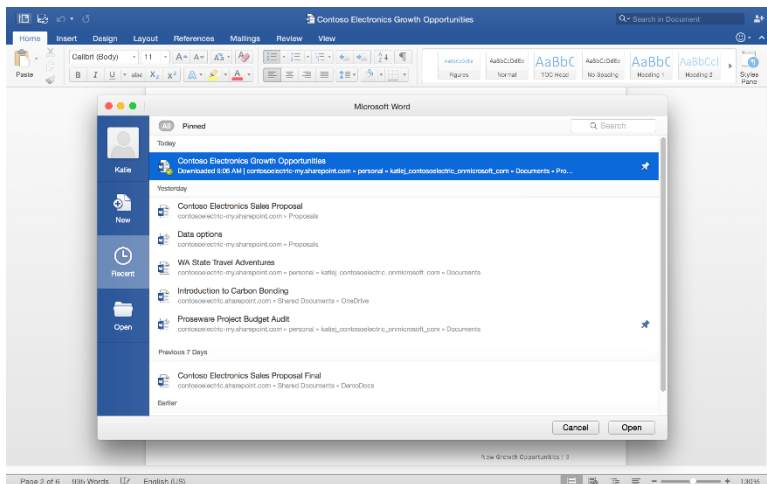 Contoso Electronics Growth Opportunities
Search in Document
Home Insert Design Layout References Mailings Review View
Paste
Calibri (Body) 11
B I U abc X₂ X²
AaBbCcDdEe AaBbCcDdEe AaBbC AaBbCcDdEe AaBbC AaBbCcI
Figures Normal TOC Head No Spacing Heading 1 Heading 2 Styles Pane
Microsoft Word
All Pinned
Search
Katie
New
Recent
Open
Today
Contoso Electronics Growth Opportunities
Downloaded 6:06 AM | contosoelectric-my.sharepoint.com » personal » katiej_contosoelectric_onmicrosoft_com » Documents » Pro...
Yesterday
Contoso Electronics Sales Proposal
contosoelectric-my.sharepoint.com » Proposals
Data options
contosoelectric-my.sharepoint.com » Proposals
WA State Travel Adventures
contosoelectric-my.sharepoint.com » personal » katiej_contosoelectric_onmicrosoft_com » Documents
Introduction to Carbon Bonding
contosoelectric.sharepoint.com » Shared Documents » OneDrive
Proseware Project Budget Audit
contosoelectric-my.sharepoint.com » personal » katiej_contosoelectric_onmicrosoft_com » Documents
Previous 7 Days
Contoso Electronics Sales Proposal Final
contosoelectric.sharepoint.com » Shared Documents » DemoDocs
Earlier
Cancel Open
New Growth Opportunities |
Page 2 of 6 935 Words English (US) 130%